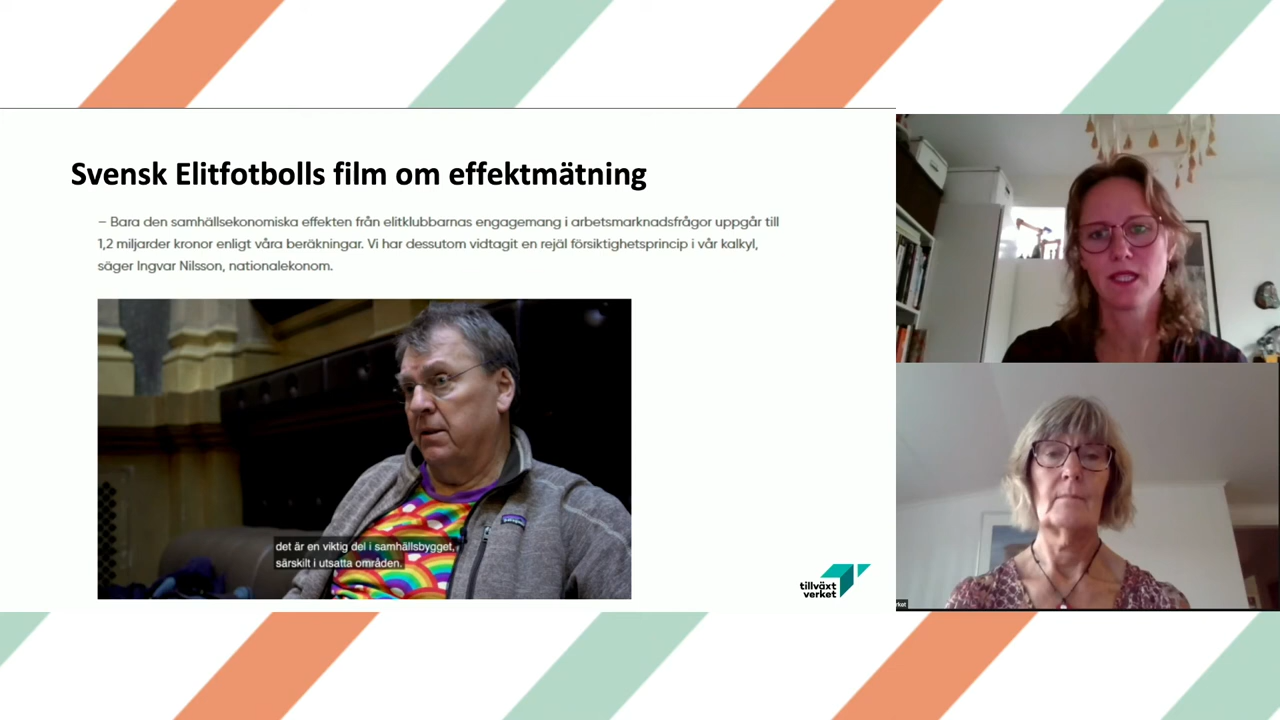 Svensk Elitfotbolls film om effektmätning
– Bara den samhällsekonomiska effekten från elitklubbarnas engagemang i arbetsmarknadsfrågor uppgår till
1,2 miljarder kronor enligt våra beräkningar. Vi har dessutom vidtagit en rejäl försiktighetsprincip i vår kalkyl,
säger Ingvar Nilsson, nationalekonom.
det är en viktig del i samhällsbygget,
särskilt i utsatta områden.
tillväxt
verket